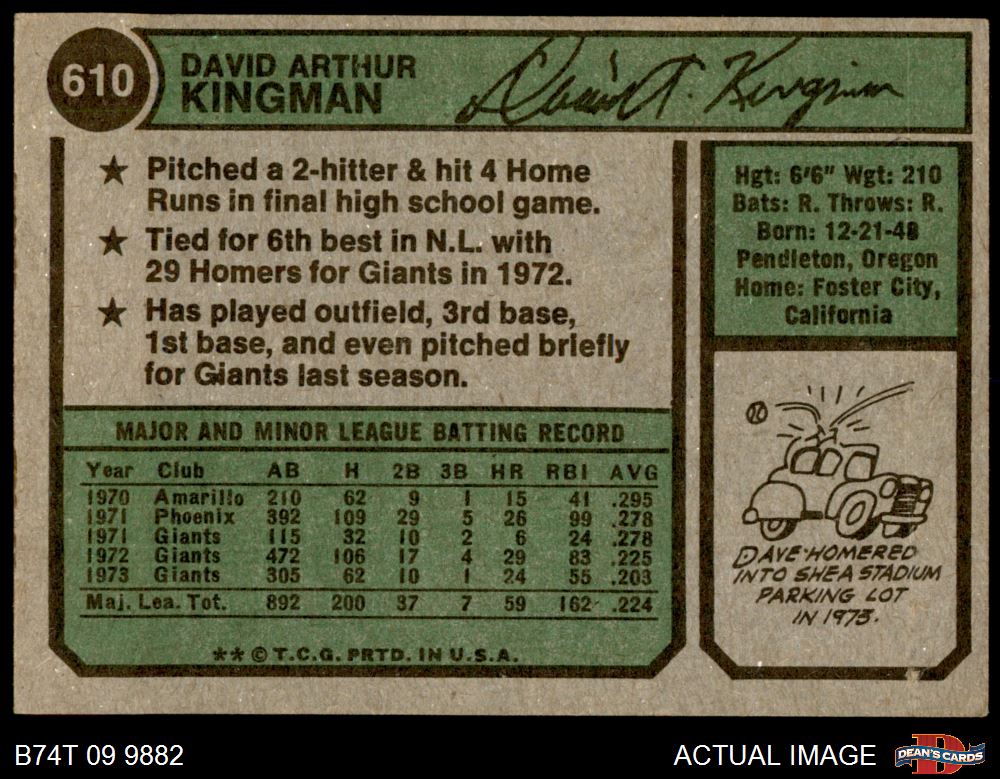 610
DAVID ARTHUR
KINGMAN
David A. Kingman
★ Pitched a 2-hitter & hit 4 Home
Runs in final high school game.
★ Tied for 6th best in N.L. with
29 Homers for Giants in 1972.
★ Has played outfield, 3rd base,
1st base, and even pitched briefly
for Giants last season.
Hgt: 6'6" Wgt: 210
Bats: R. Throws: R.
Born: 12-21-48
Pendleton, Oregon
Home: Foster City,
California
MAJOR AND MINOR LEAGUE BATTING RECORD
Year Club AB H 2B 3B HR RBI AVG
1970 Amarillo 210 62 9 1 15 41 .295
1971 Phoenix 392 109 29 5 26 99 .278
1971 Giants 115 32 10 2 6 24 .278
1972 Giants 472 106 17 4 29 83 .225
1973 Giants 305 62 10 1 24 55 .203
Maj. Lea. Tot. 892 200 37 7 59 162 .224
** © T.C.G. PRTD. IN U.S.A.
DAVE HOMERED
INTO SHEA STADIUM
PARKING LOT
IN 1973.
B74T 09 9882
ACTUAL IMAGE
D
DEAN'S CARDS